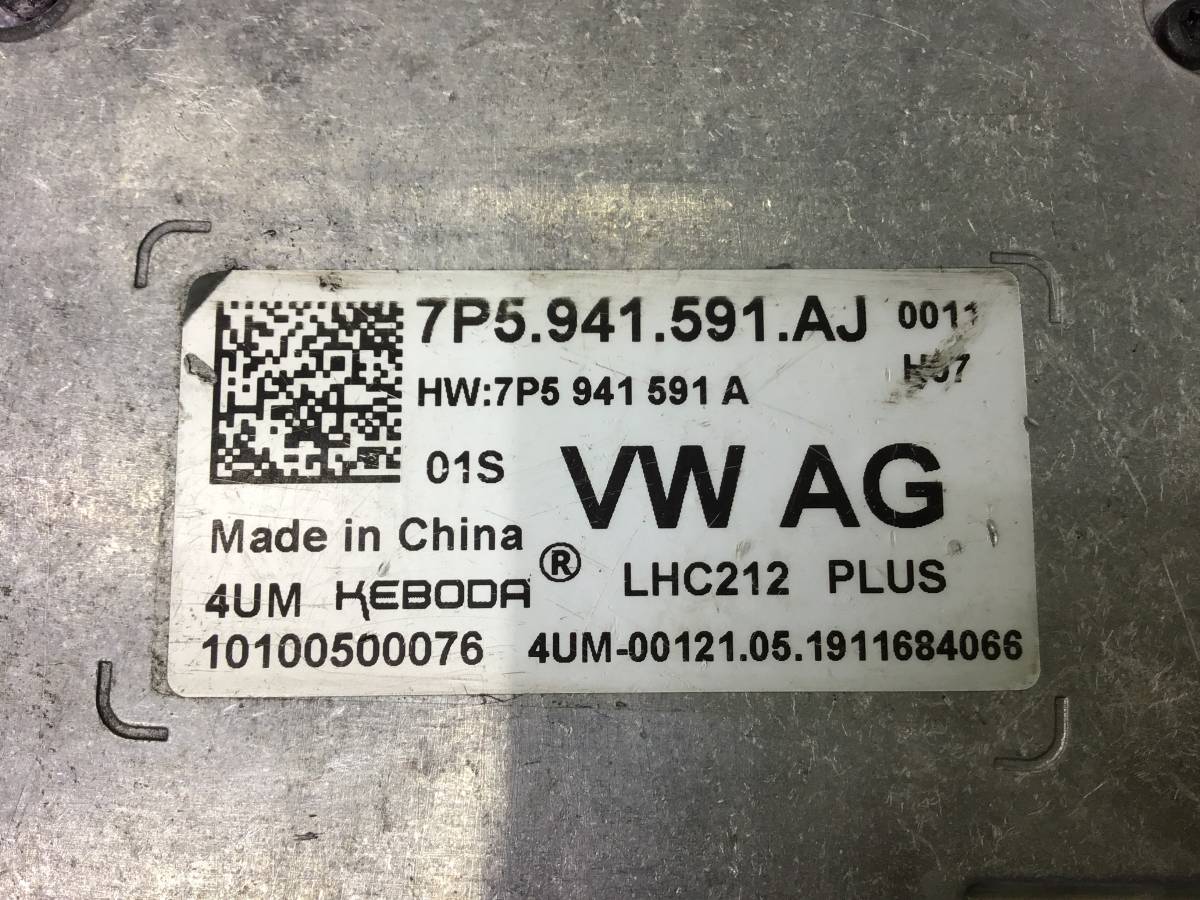 7P5.941.591.AJ 0011
HW:7P5 941 591 A
01S VW AG
Made in China
4UM KEBODA® LHC212 PLUS
10100500076 4UM-00121.05.1911684066